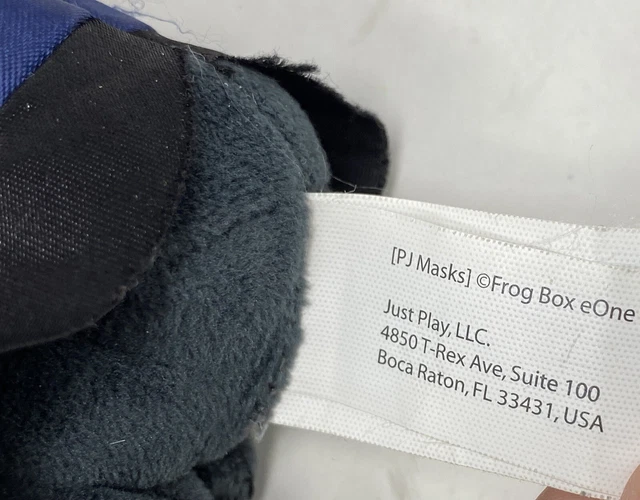 [PJ Masks] ©Frog Box eOne
Just Play, LLC.
4850 T-Rex Ave, Suite 100
Boca Raton, FL 33431, USA